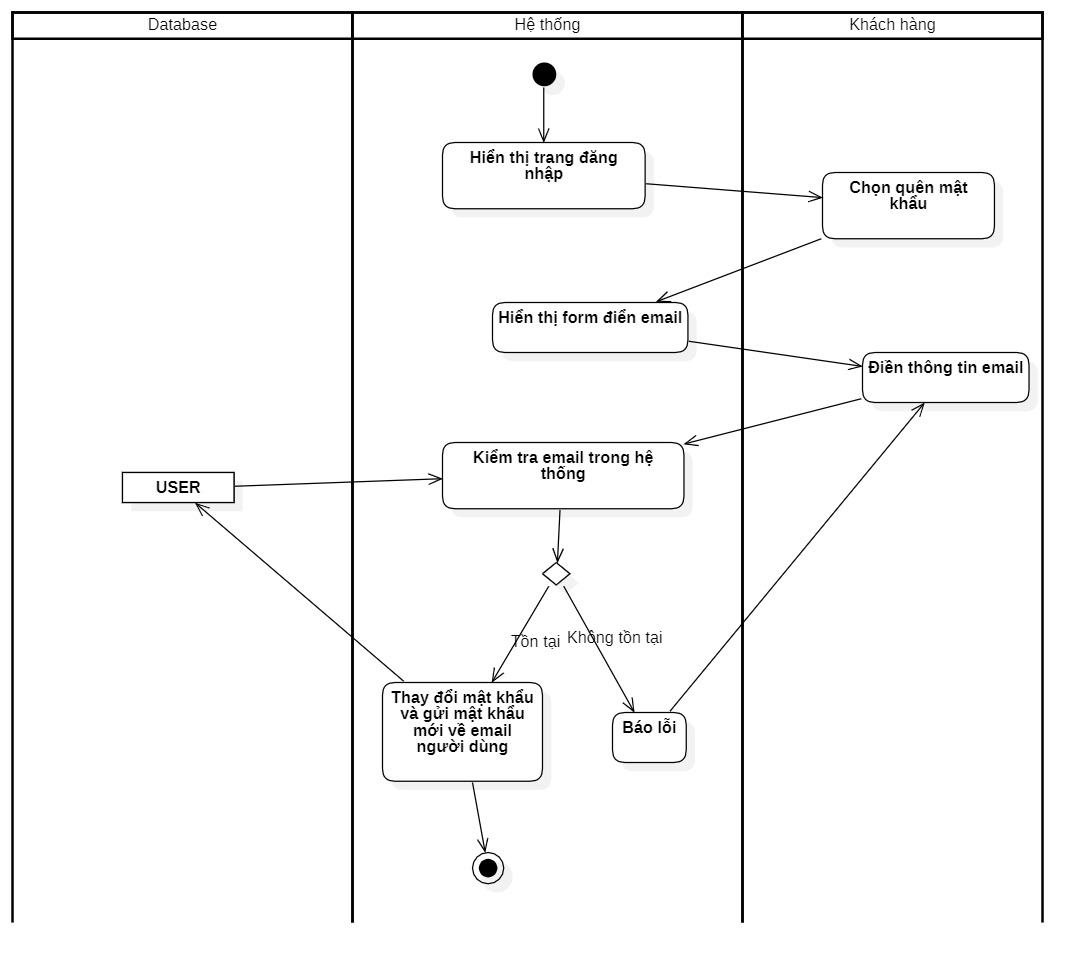 Database
Hệ thống
Khách hàng
Hiển thị trang đăng
nhập
Chọn quên mật
khẩu
Hiển thị form điển email
Điền thông tin email
Kiểm tra email trong hệ
thống
USER
Tồn tại
Không tồn tại
Thay đổi mật khẩu
và gửi mật khẩu
mới về email
người dùng
Báo lỗi